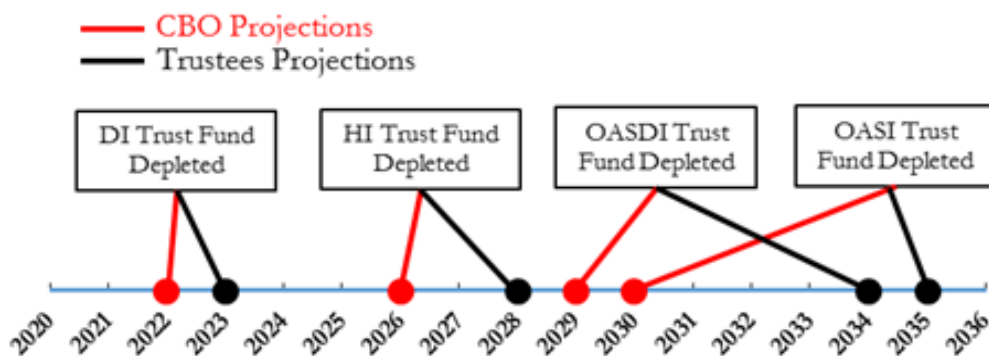 CBO Projections
Trustees Projections
DI Trust Fund
Depleted
HI Trust Fund
Depleted
OASDI Trust
Fund Depleted
OASI Trust
Fund Depleted
2020
2021
2022
2023
2024
2025
2026
2027
2028
2029
2030
2031
2032
2033
2034
2035
2036